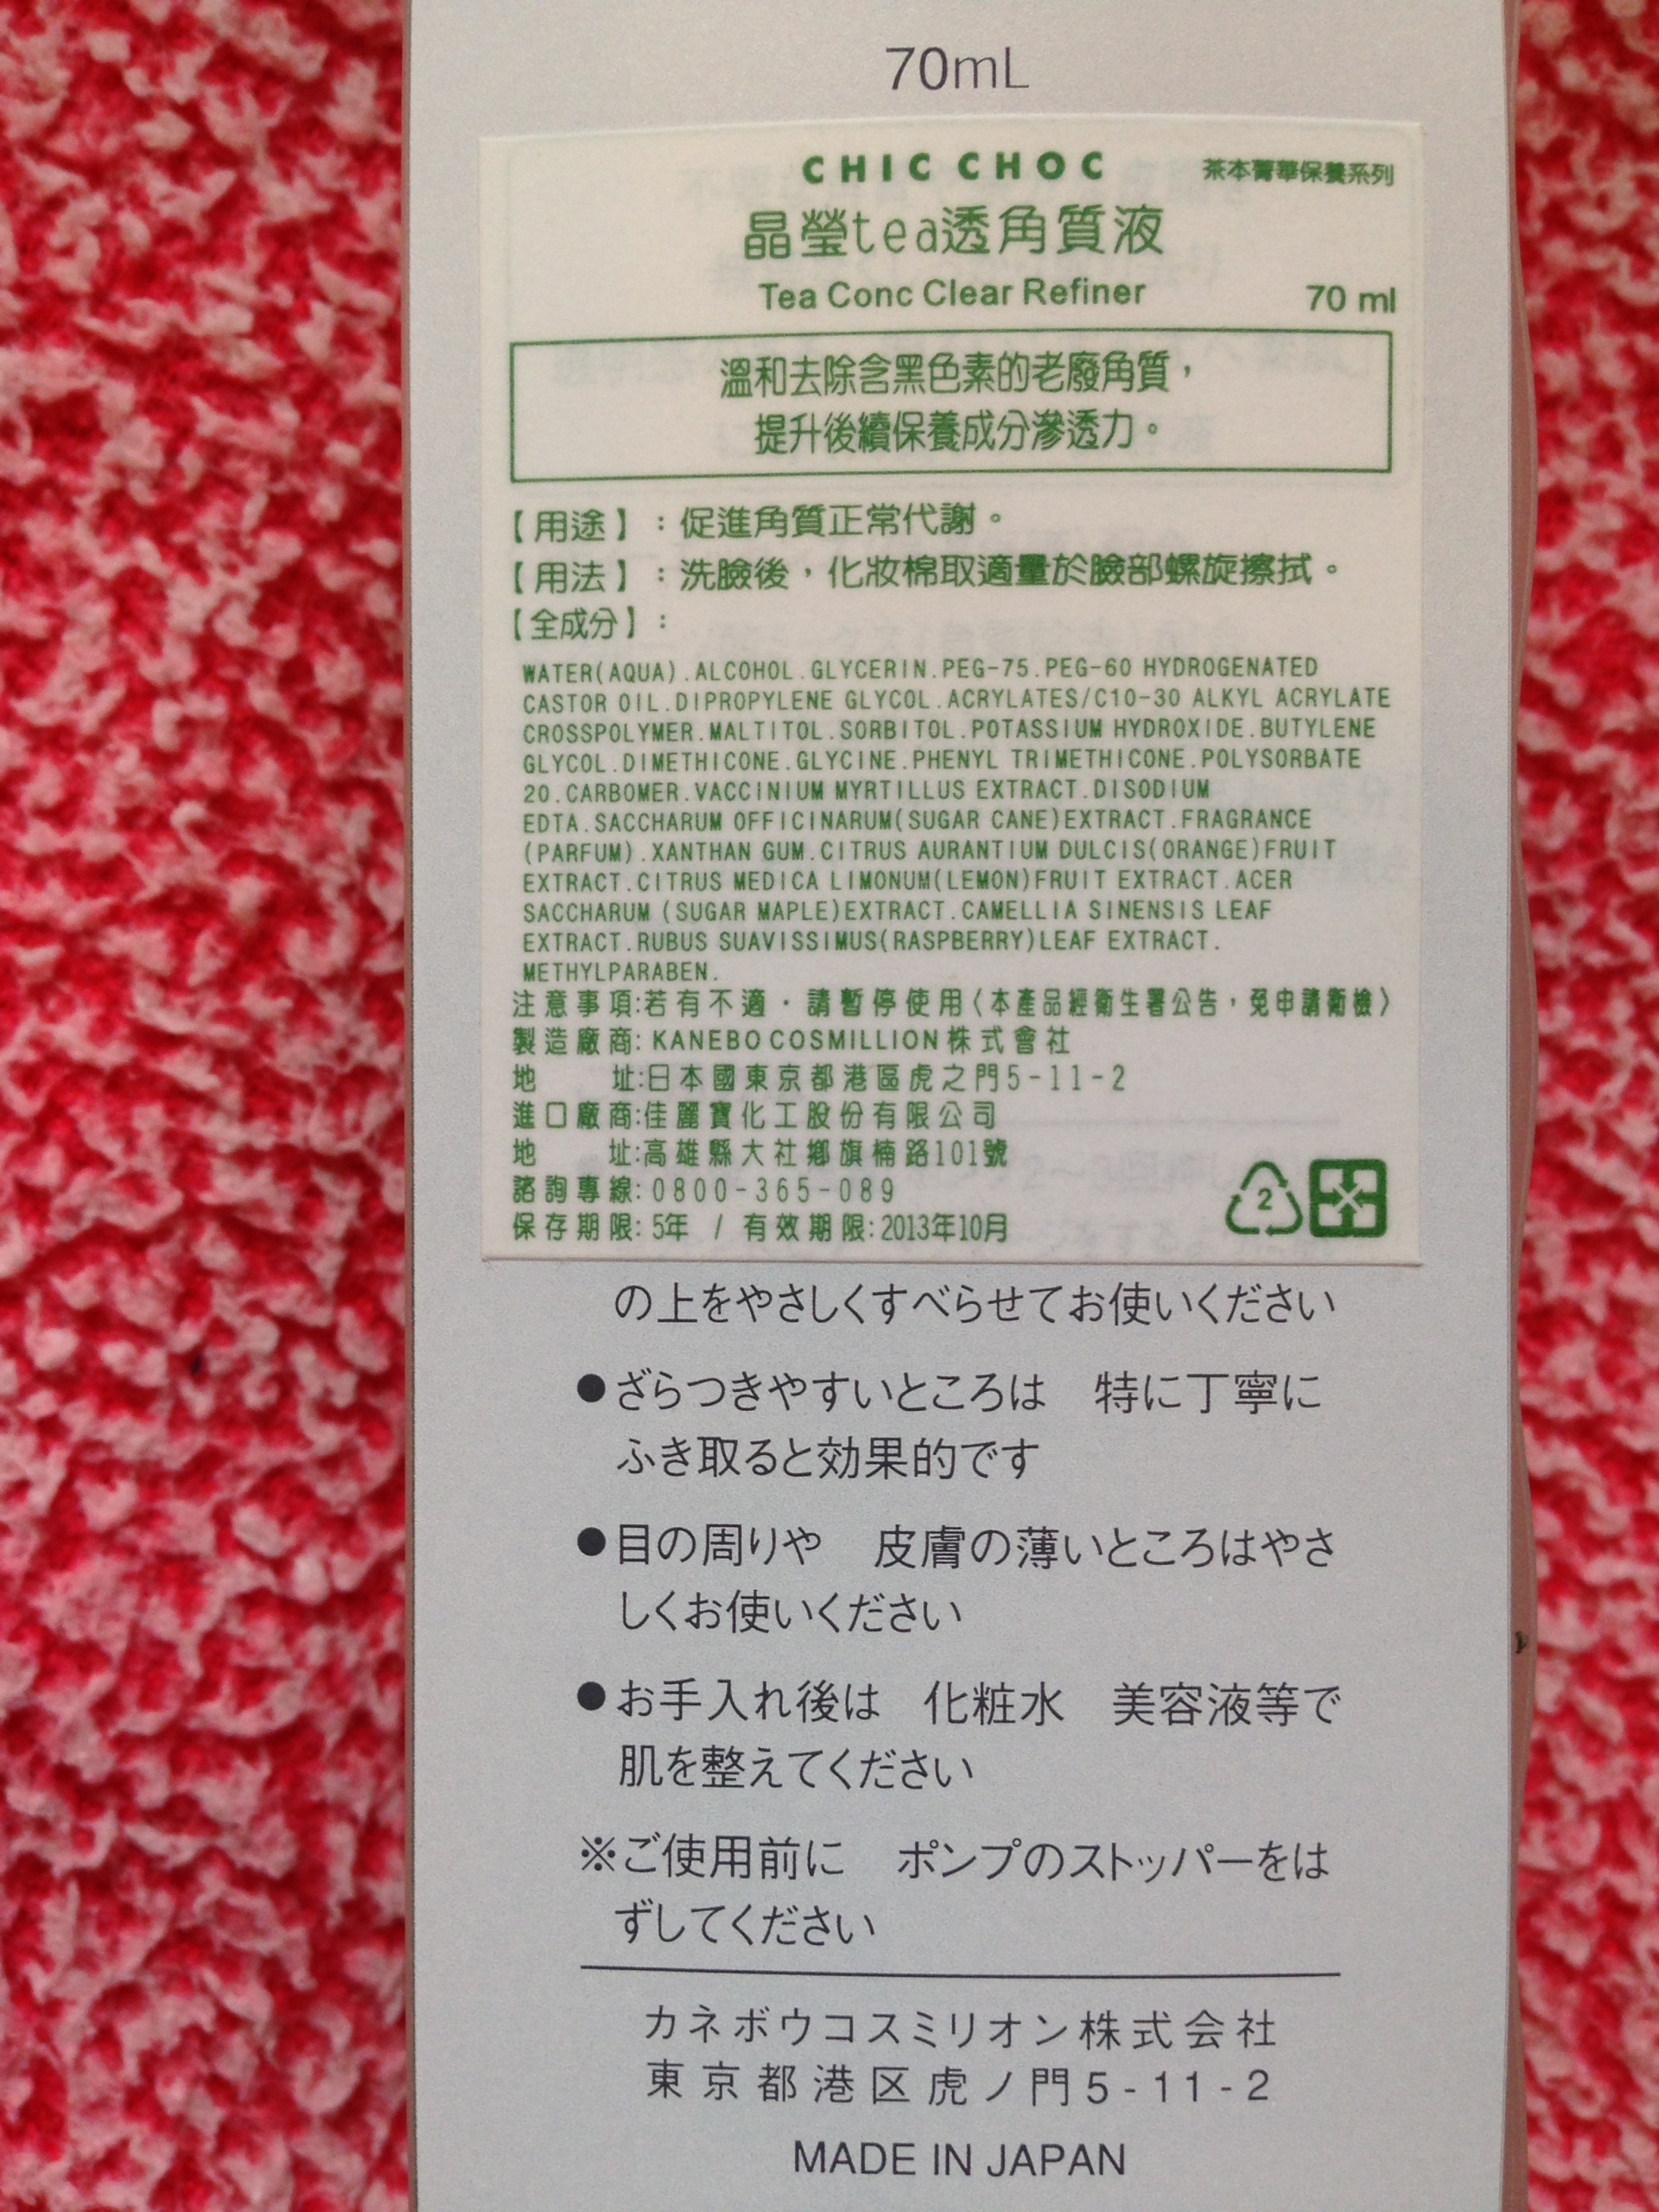 70mL
CHIC CHOC 茶本菁華保養系列
晶瑩tea透角質液
Tea Conc Clear Refiner 70 ml
溫和去除含黑色素的老廢角質，
提升後續保養成分滲透力。
【用途】：促進角質正常代謝。
【用法】：洗臉後，化妝棉取適量於臉部螺旋擦拭。
【全成分】：
WATER(AQUA).ALCOHOL.GLYCERIN.PEG-75.PEG-60 HYDROGENATED
CASTOR OIL.DIPROPYLENE GLYCOL.ACRYLATES/C10-30 ALKYL ACRYLATE
CROSSPOLYMER.MALTITOL.SORBITOL.POTASSIUM HYDROXIDE.BUTYLENE
GLYCOL.DIMETHICONE.GLYCINE.PHENYL TRIMETHICONE.POLYSORBATE
20.CARBOMER.VACCINIUM MYRTILLUS EXTRACT.DISODIUM
EDTA.SACCHARUM OFFICINARUM(SUGAR CANE)EXTRACT.FRAGRANCE
(PARFUM).XANTHAN GUM.CITRUS AURANTIUM DULCIS(ORANGE)FRUIT
EXTRACT.CITRUS MEDICA LIMONUM(LEMON)FRUIT EXTRACT.ACER
SACCHARUM (SUGAR MAPLE)EXTRACT.CAMELLIA SINENSIS LEAF
EXTRACT.RUBUS SUAVISSIMUS(RASPBERRY)LEAF EXTRACT.
METHYLPARABEN.
注意事項:若有不適・請暫停使用〈本產品經衛生署公告，免申請衛檢〉
製造廠商: KANEBO COSMILLION株式會社
地 址:日本國東京都港區虎之門5-11-2
進口廠商:佳麗寶化工股份有限公司
地 址:高雄縣大社鄉旗楠路101號
諮詢專線: 0800-365-089
保存期限: 5年 / 有效期限: 2013年10月
2
の上をやさしくすべらせてお使いください
●ざらつきやすいところは 特に丁寧に
ふき取ると効果的です
●目の周りや 皮膚の薄いところはやさ
しくお使いください
●お手入れ後は 化粧水 美容液等で
肌を整えてください
※ご使用前に ポンプのストッパーをは
ずしてください
カネボウコスミリオン株式会社
東京都港区虎ノ門5-11-2
MADE IN JAPAN